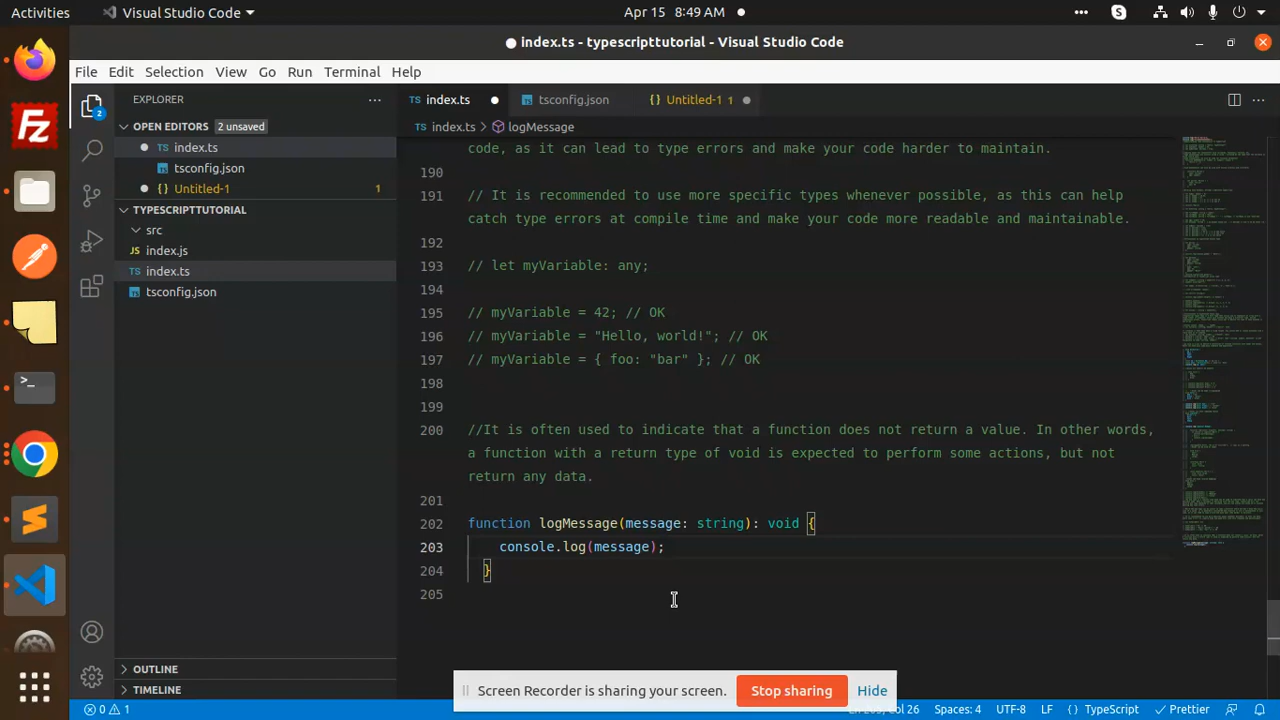 Activities
Visual Studio Code
Apr 15 8:49 AM
index.ts - typescripttutorial - Visual Studio Code
File Edit Selection View Go Run Terminal Help
EXPLORER
TS index.ts
tsconfig.json
{} Untitled-1 1
OPEN EDITORS 2 unsaved
TS index.ts > logMessage
TS index.ts
tsconfig.json
{} Untitled-1 1
TYPESCRIPTTUTORIAL
src
JS index.js
TS index.ts
tsconfig.json
2
Fz
code, as it can lead to type errors and make your code harder to maintain.
190
191 // It is recommended to use more specific types whenever possible, as this can help
catch type errors at compile time and make your code more readable and maintainable.
192
193 // let myVariable: any;
194
195 // myVariable = 42; // OK
196 // myVariable = "Hello, world!"; // OK
197 // myVariable = { foo: "bar" }; // OK
198
199
200 //It is often used to indicate that a function does not return a value. In other words,
a function with a return type of void is expected to perform some actions, but not
return any data.
201
202 function logMessage(message: string): void {
203 console.log(message);
204 }
205
OUTLINE
TIMELINE
Screen Recorder is sharing your screen.
Stop sharing
Hide
0 1
Col 26
Spaces: 4
UTF-8
LF
{} TypeScript
Prettier